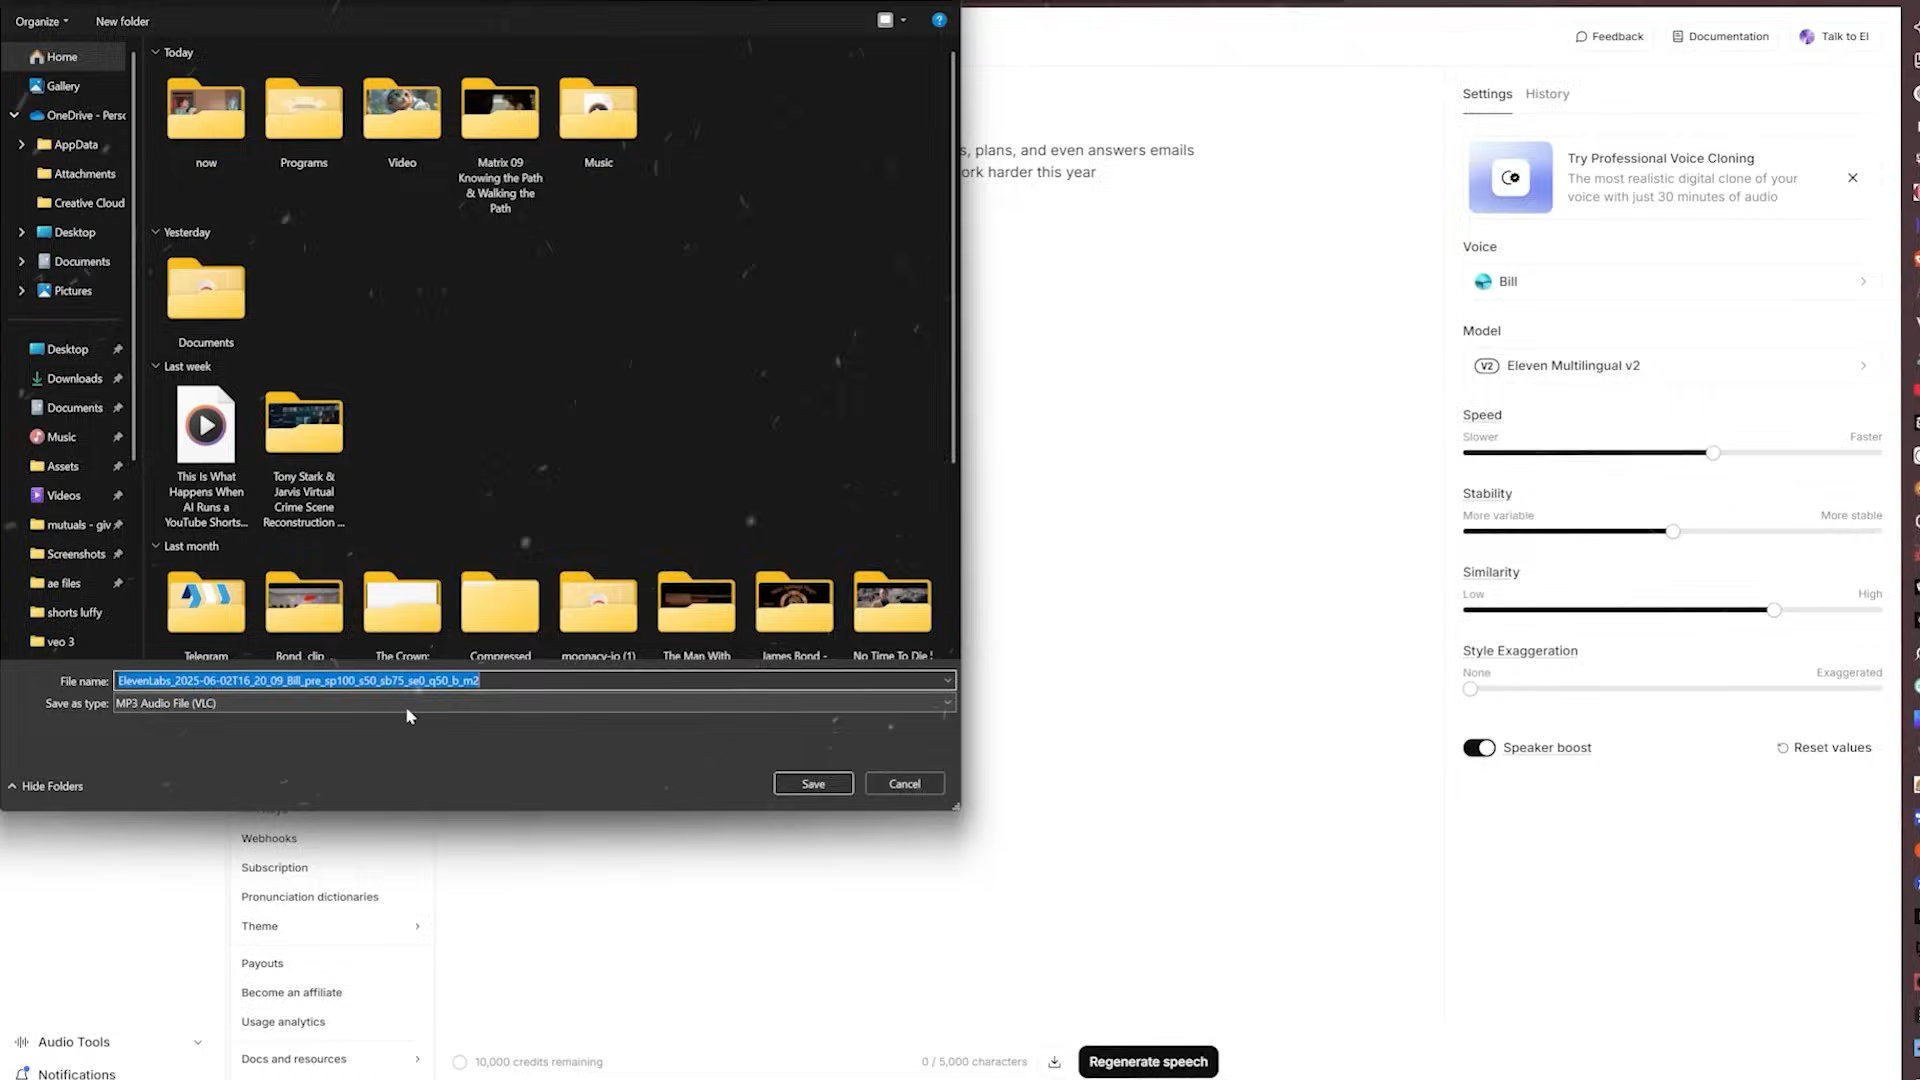 Organize
New folder
Home
Gallery
OneDrive - Perso
AppData
Attachments
Creative Cloud
Desktop
Documents
Pictures
Desktop
Downloads
Documents
Music
Assets
Videos
mutuals - giv
Screenshots
ae files
shorts luffy
veo 3
Today
now
Programs
Video
Matrix 09
Knowing the Path
& Walking the
Path
Music
Yesterday
Documents
Last week
This Is What
Happens When
AI Runs a
YouTube Shorts...
Tony Stark &
Jarvis Virtual
Crime Scene
Reconstruction ...
Last month
Telegram
Bond clip
The Crown:
Compressed
moonacy-io (1)
The Man With
James Bond -
No Time To Die
File name: ElevenLabs_2025-06-02T16_20_09_Bill_pre_sp100_s50_sb75_se0_q50_b_m2
Save as type: MP3 Audio File (VLC)
Hide Folders
Save
Cancel
Webhooks
Subscription
Pronunciation dictionaries
Theme
Payouts
Become an affiliate
Usage analytics
Docs and resources
Audio Tools
Notifications
s, plans, and even answers emails
ork harder this year
10,000 credits remaining
0 / 5,000 characters
Regenerate speech
Feedback
Documentation
Talk to El
Settings
History
Try Professional Voice Cloning
The most realistic digital clone of your
voice with just 30 minutes of audio
Voice
Bill
Model
V2 Eleven Multilingual v2
Speed
Slower
Faster
Stability
More variable
More stable
Similarity
Low
High
Style Exaggeration
None
Exaggerated
Speaker boost
Reset values